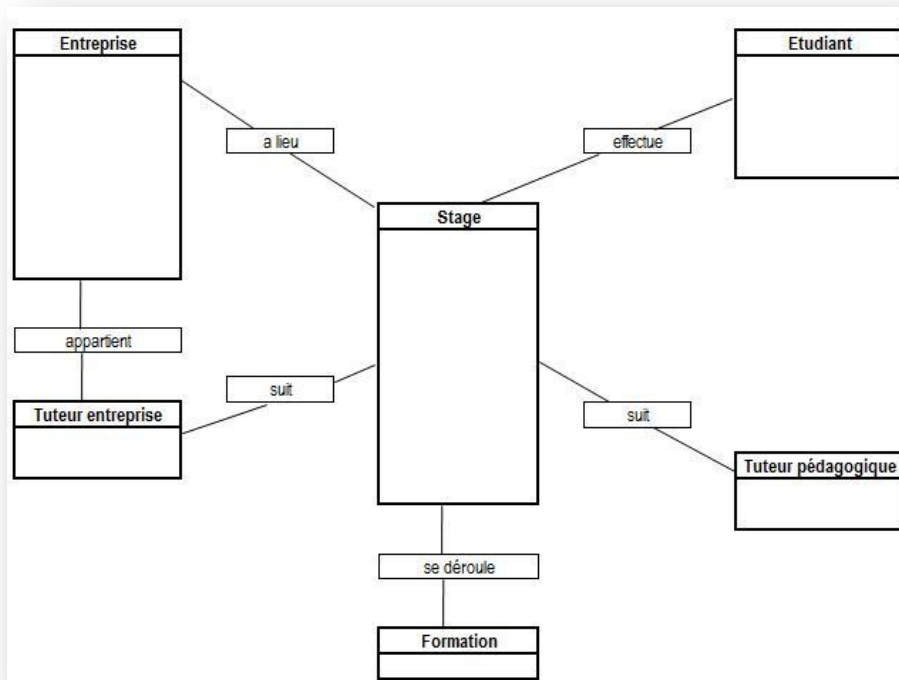 Entreprise
Etudiant
a lieu
effectue
Stage
appartient
suit
Tuteur entreprise
suit
Tuteur pédagogique
se déroule
Formation